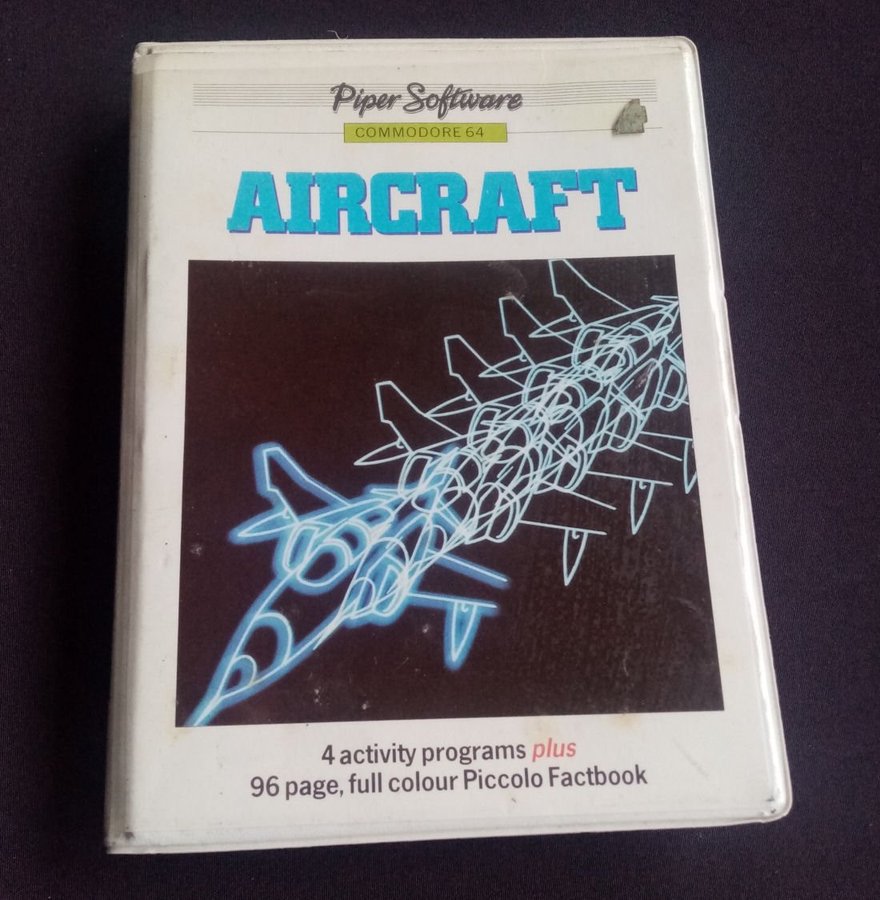 Piper Software
COMMODORE 64
AIRCRAFT
4 activity programs plus
96 page, full colour Piccolo Factbook